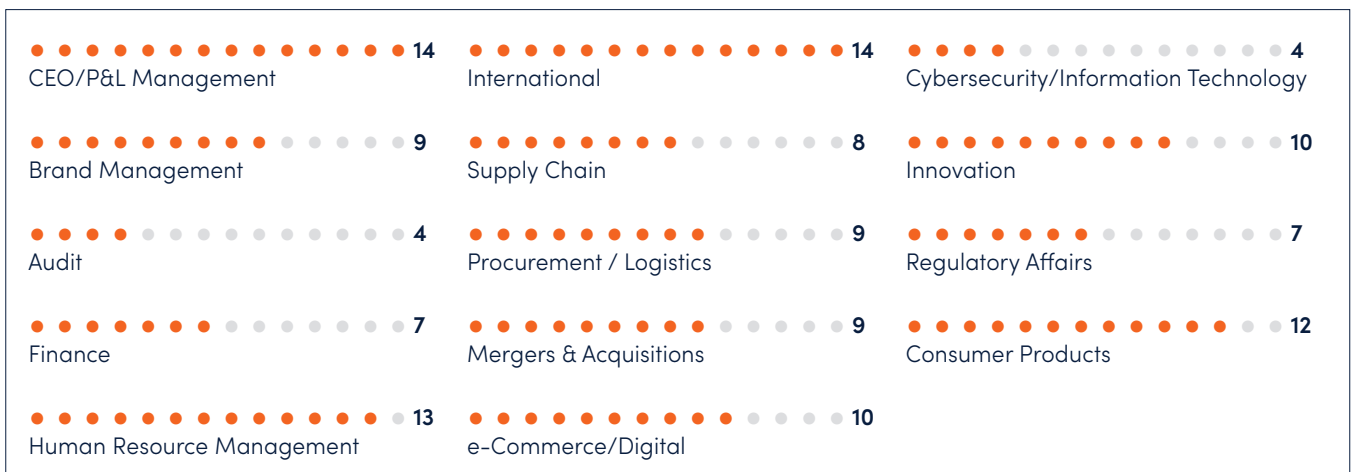 14
CEO/P&L Management
14
International
4
Cybersecurity/Information Technology
9
Brand Management
8
Supply Chain
10
Innovation
4
Audit
9
Procurement / Logistics
7
Regulatory Affairs
7
Finance
9
Mergers & Acquisitions
12
Consumer Products
13
Human Resource Management
10
e-Commerce/Digital